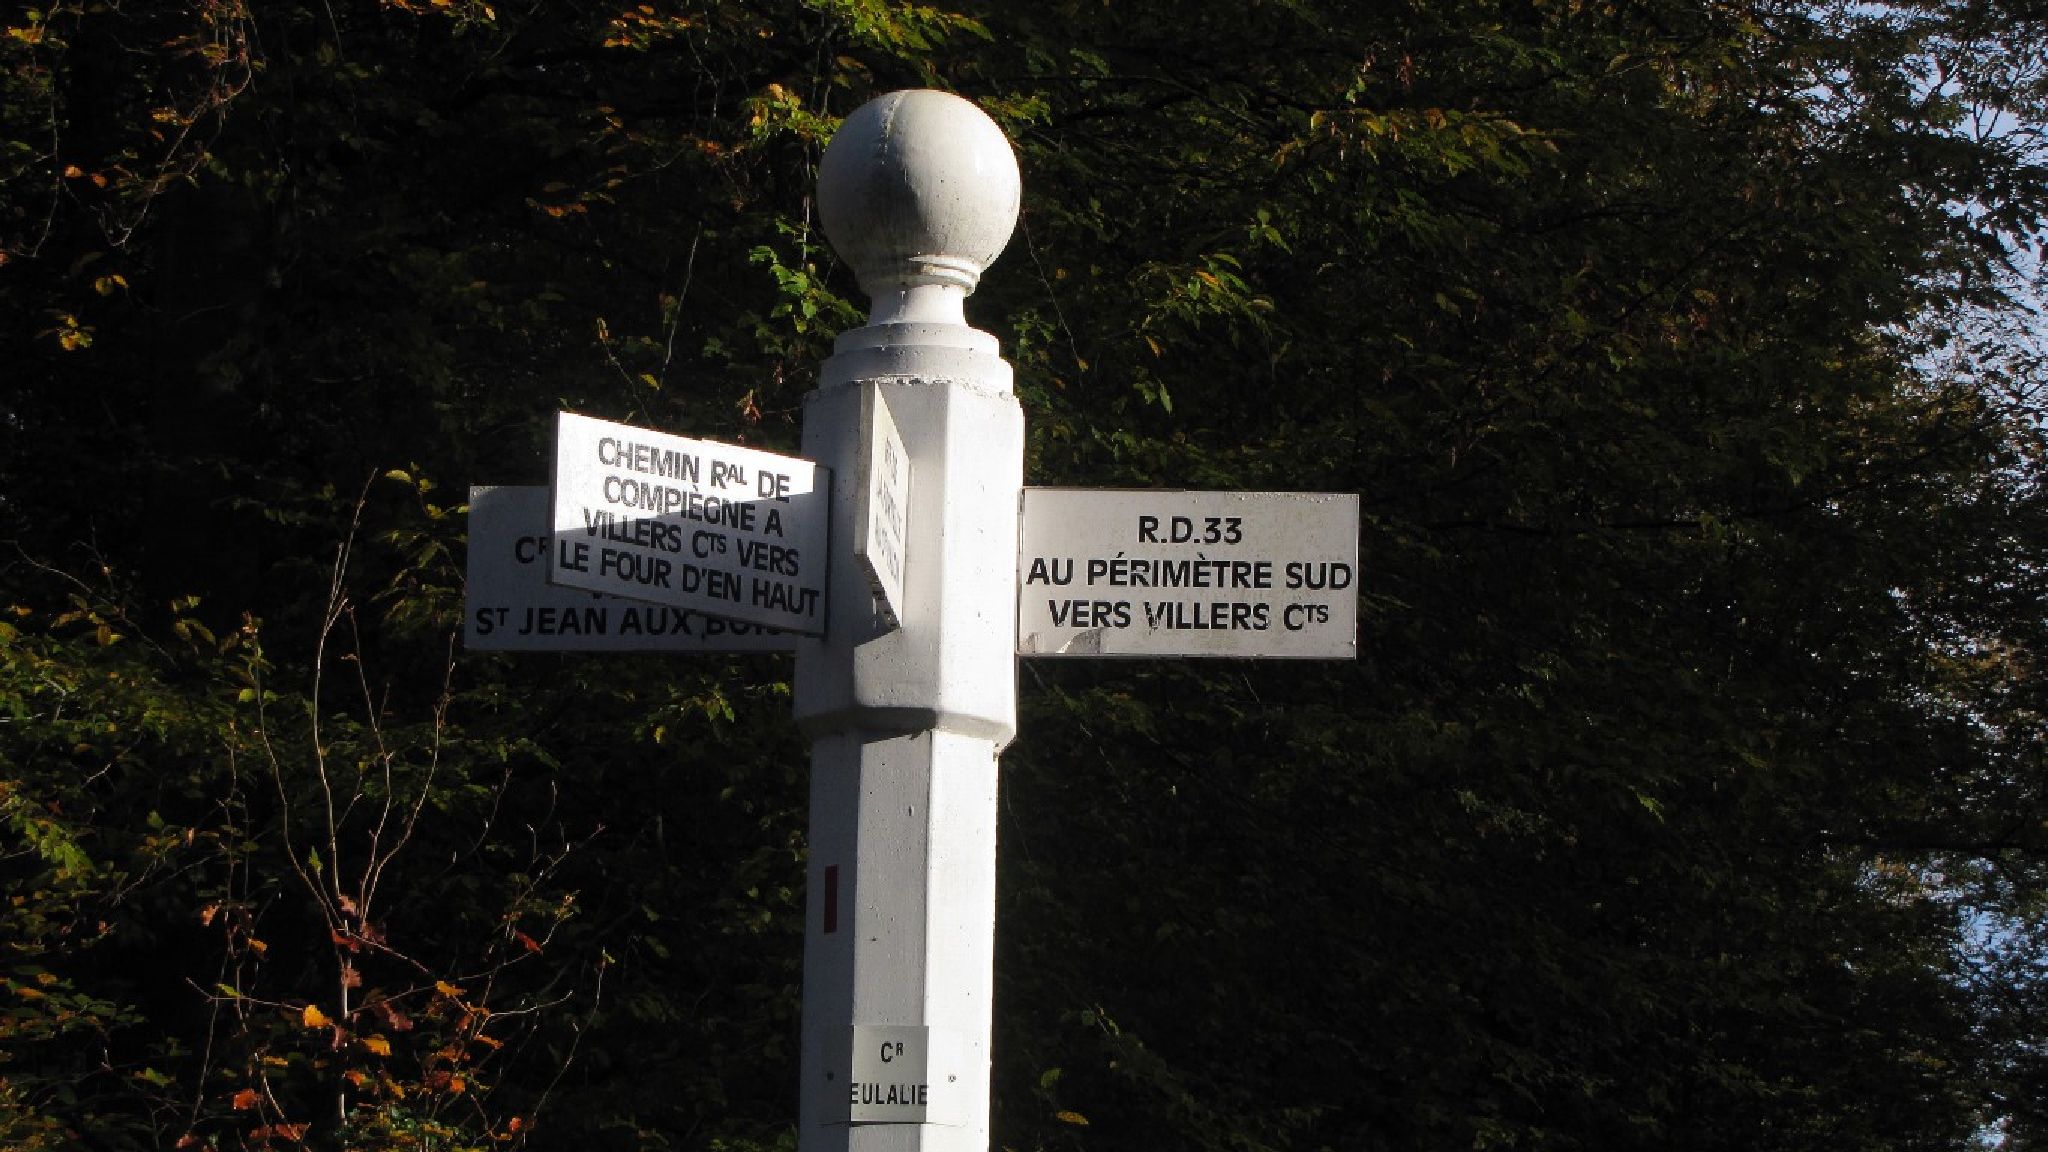 CHEMIN RAL DE
COMPIÈGNE A
VILLERS CTS VERS
LE FOUR D'EN HAUT
CR
ST JEAN AUX BOIS
R.D.33
AU PÉRIMÈTRE SUD
VERS VILLERS CTS
CR
EULALIE